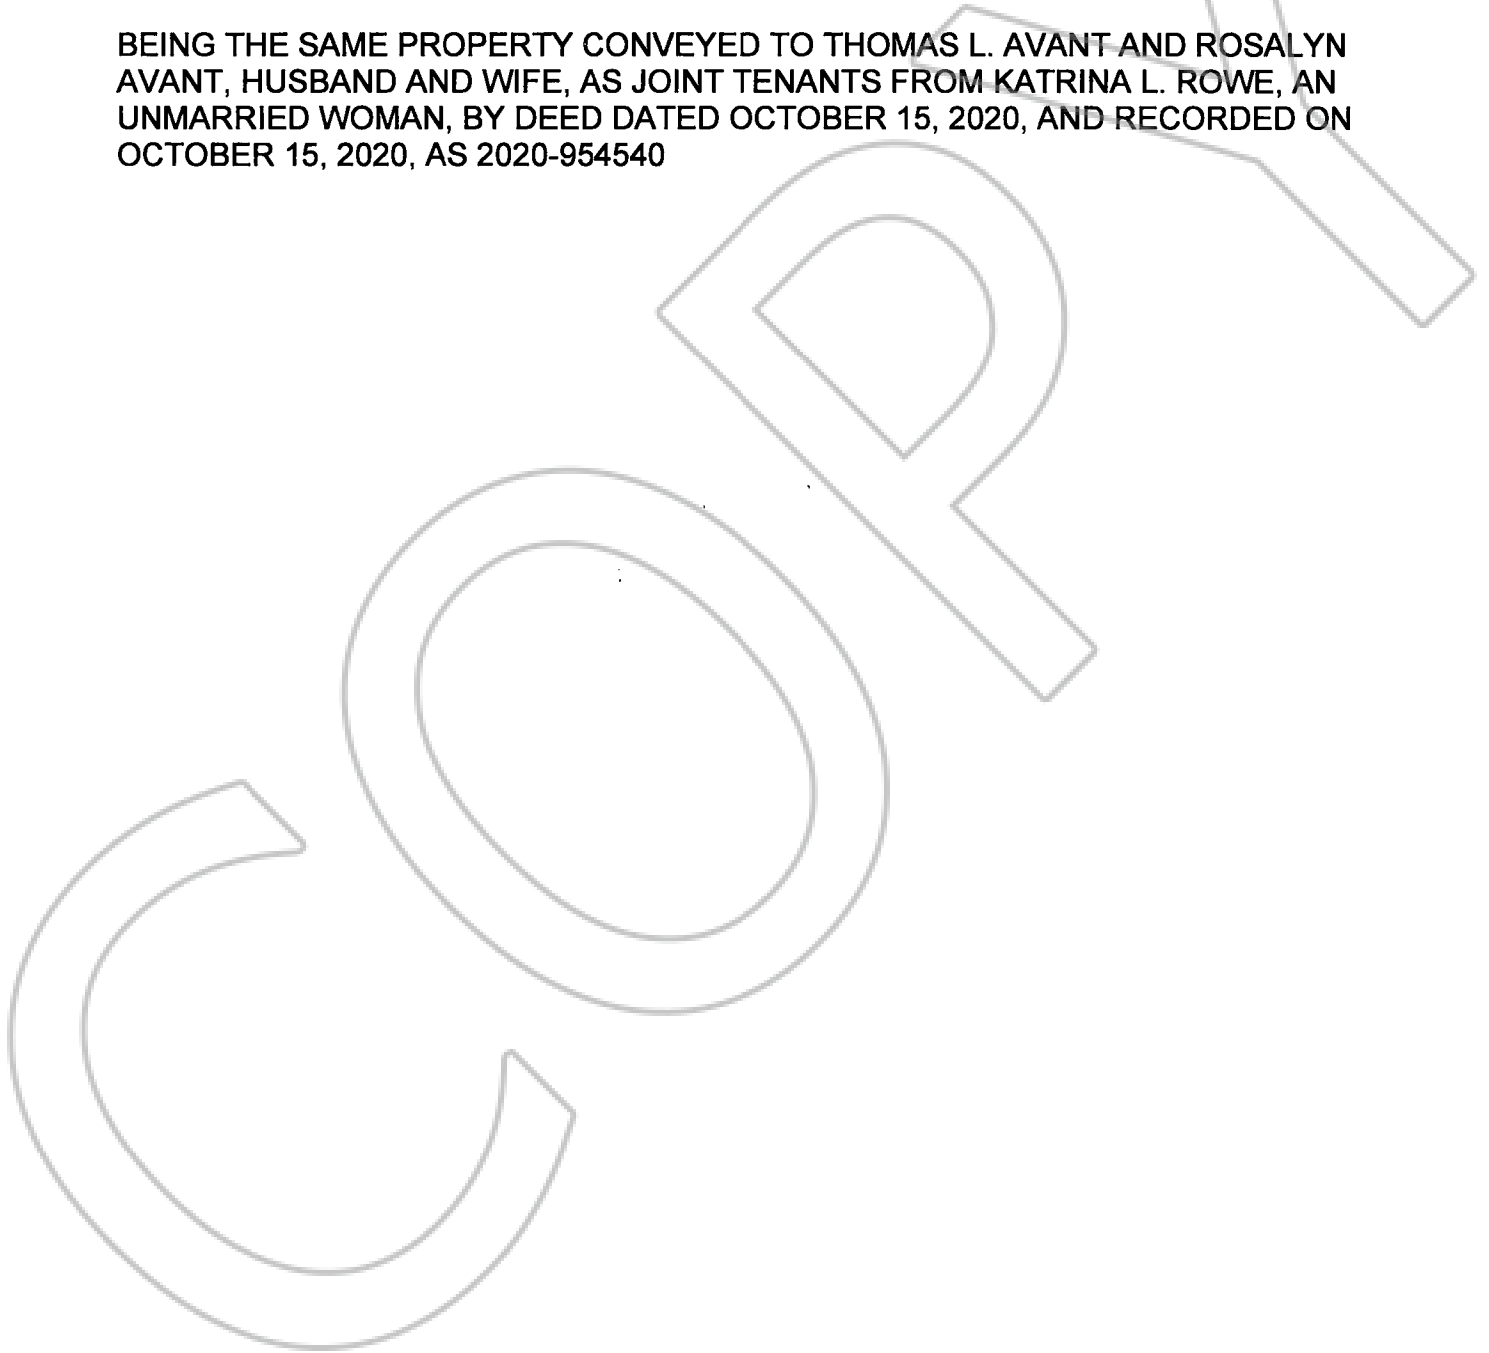 BEING THE SAME PROPERTY CONVEYED TO THOMAS L. AVANT AND ROSALYN
AVANT, HUSBAND AND WIFE, AS JOINT TENANTS FROM KATRINA L. ROWE, AN
UNMARRIED WOMAN, BY DEED DATED OCTOBER 15, 2020, AND RECORDED ON
OCTOBER 15, 2020, AS 2020-954540
COPY